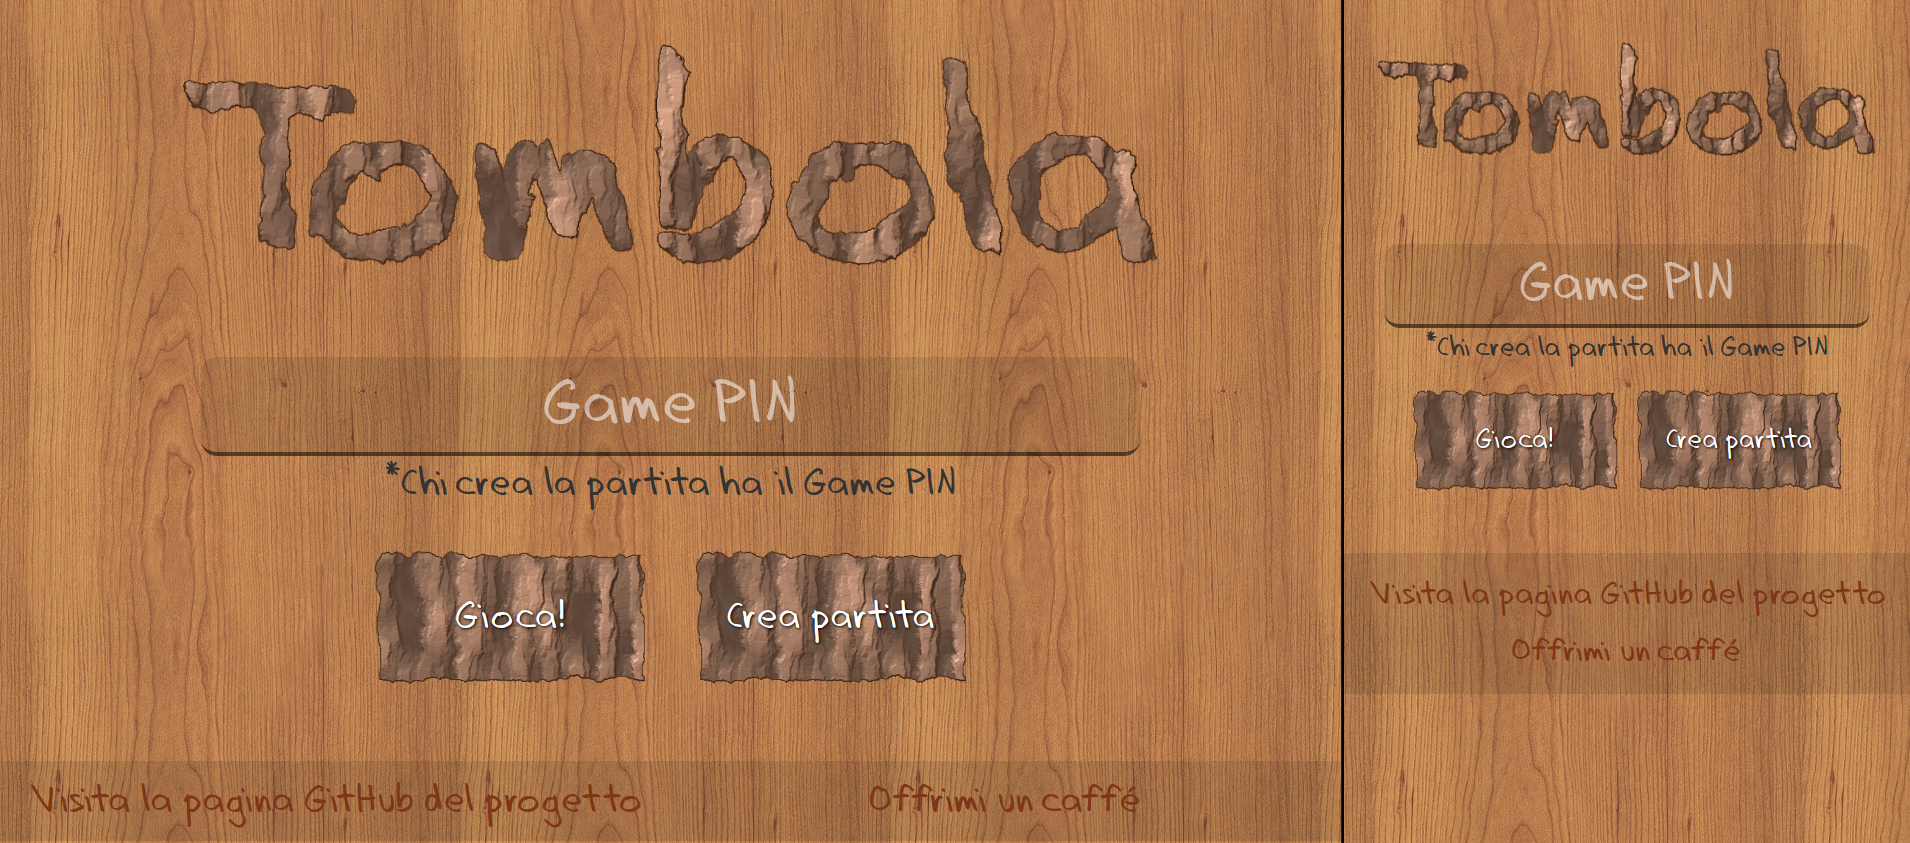 Tombola
Game PIN
*Chi crea la partita ha il Game PIN
Gioca!
Crea partita
Visita la pagina GitHub del progetto
Offrimi un caffé
Tombola
Game PIN
*Chi crea la partita ha il Game PIN
Gioca!
Crea partita
Visita la pagina GitHub del progetto
Offrimi un caffé